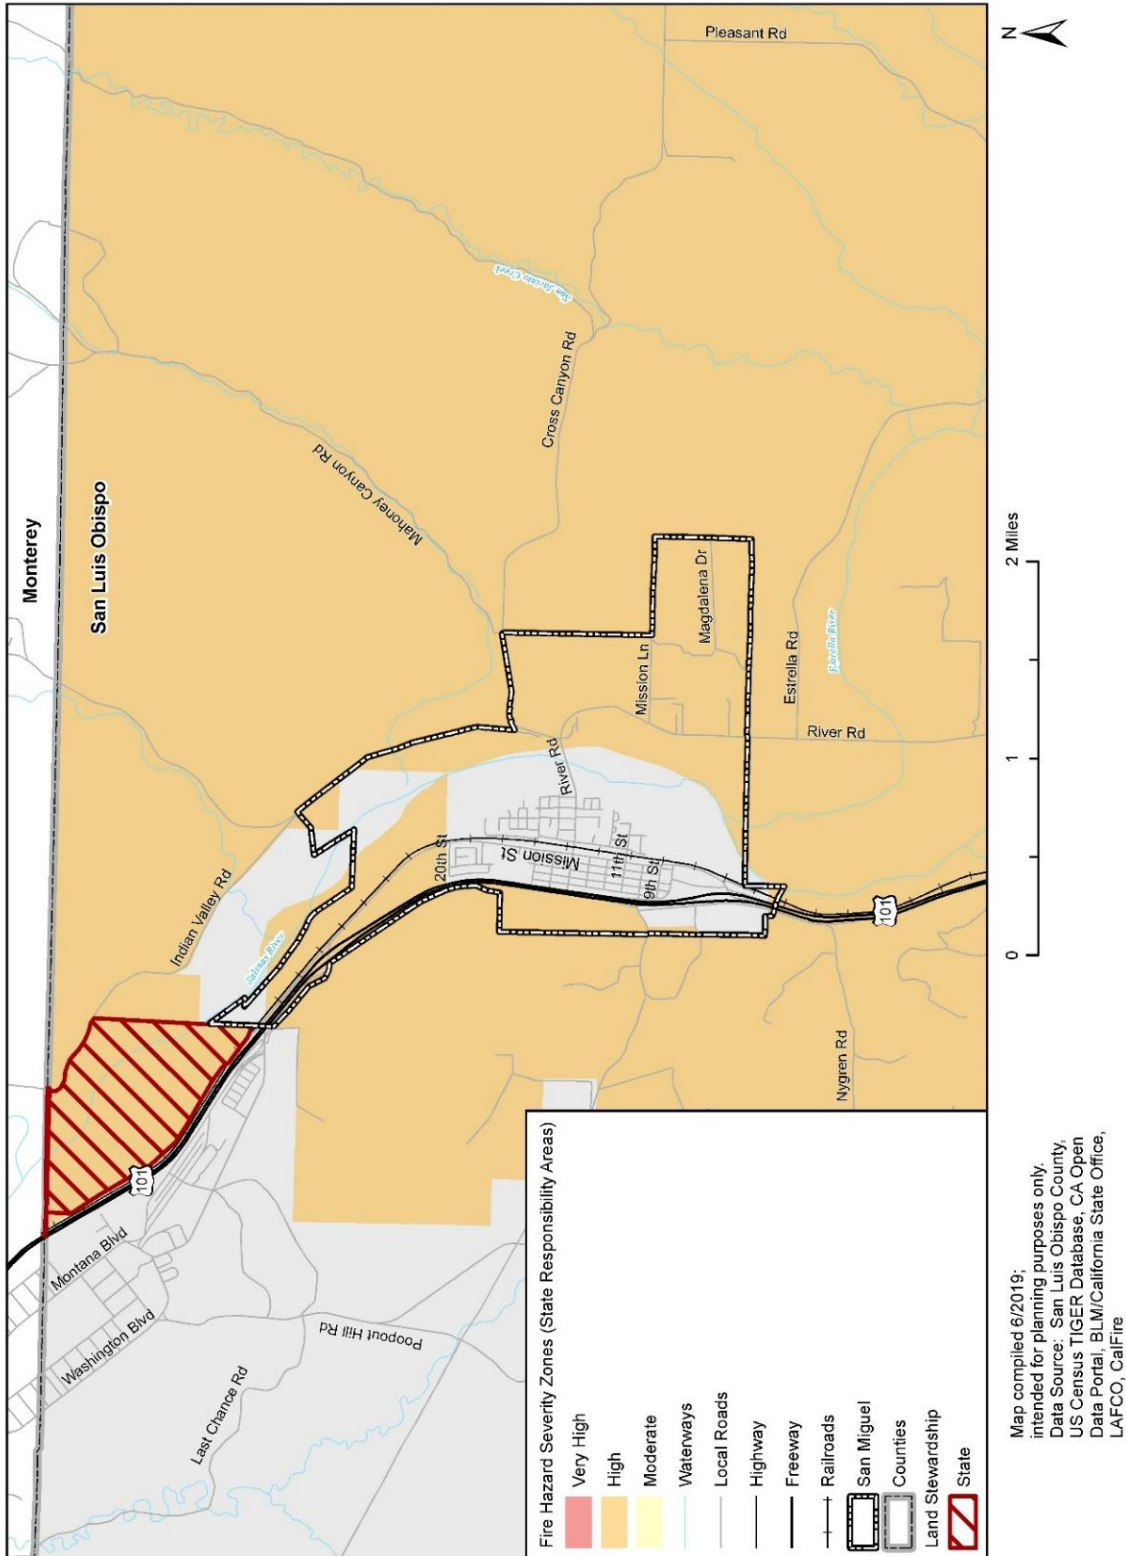 Monterey
San Luis Obispo
Montana Blvd
Washington Blvd
Last Chance Rd
Poopout Hill Rd
101
Indian Valley Rd
Salinas River
Mahoney Canyon Rd
San Jacinto Creek
Cross Canyon Rd
Pleasant Rd
20th St
Mission St
11th St
9th St
River Rd
Mission Ln
Magdalena Dr
Estrella Rd
Estrella River
River Rd
101
Nygren Rd
Fire Hazard Severity Zones (State Responsibility Areas)
Very High
High
Moderate
Waterways
Local Roads
Highway
Freeway
Railroads
San Miguel
Counties
Land Stewardship
State
0 1 2 Miles
N
Map compiled 6/2019;
intended for planning purposes only.
Data Source: San Luis Obispo County,
US Census TIGER Database, CA Open
Data Portal, BLM/California State Office,
LAFCO, CalFire